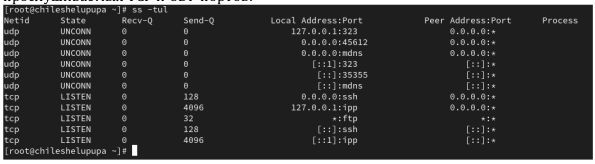 [root@chileshelupupa ~]# ss -tul
Netid State Recv-Q Send-Q Local Address:Port Peer Address:Port Process
udp UNCONN 0 0 127.0.0.1:323 0.0.0.0:*
udp UNCONN 0 0 0.0.0.0:45612 0.0.0.0:*
udp UNCONN 0 0 0.0.0.0:mdns 0.0.0.0:*
udp UNCONN 0 0 [::1]:323 [::]:*
udp UNCONN 0 0 [::]:35355 [::]:*
udp UNCONN 0 0 [::]:mdns [::]:*
tcp LISTEN 0 128 0.0.0.0:ssh 0.0.0.0:*
tcp LISTEN 0 4096 127.0.0.1:ipp 0.0.0.0:*
tcp LISTEN 0 32 *:ftp *:*
tcp LISTEN 0 128 [::]:ssh [::]:*
tcp LISTEN 0 4096 [::1]:ipp [::]:*
[root@chileshelupupa ~]#